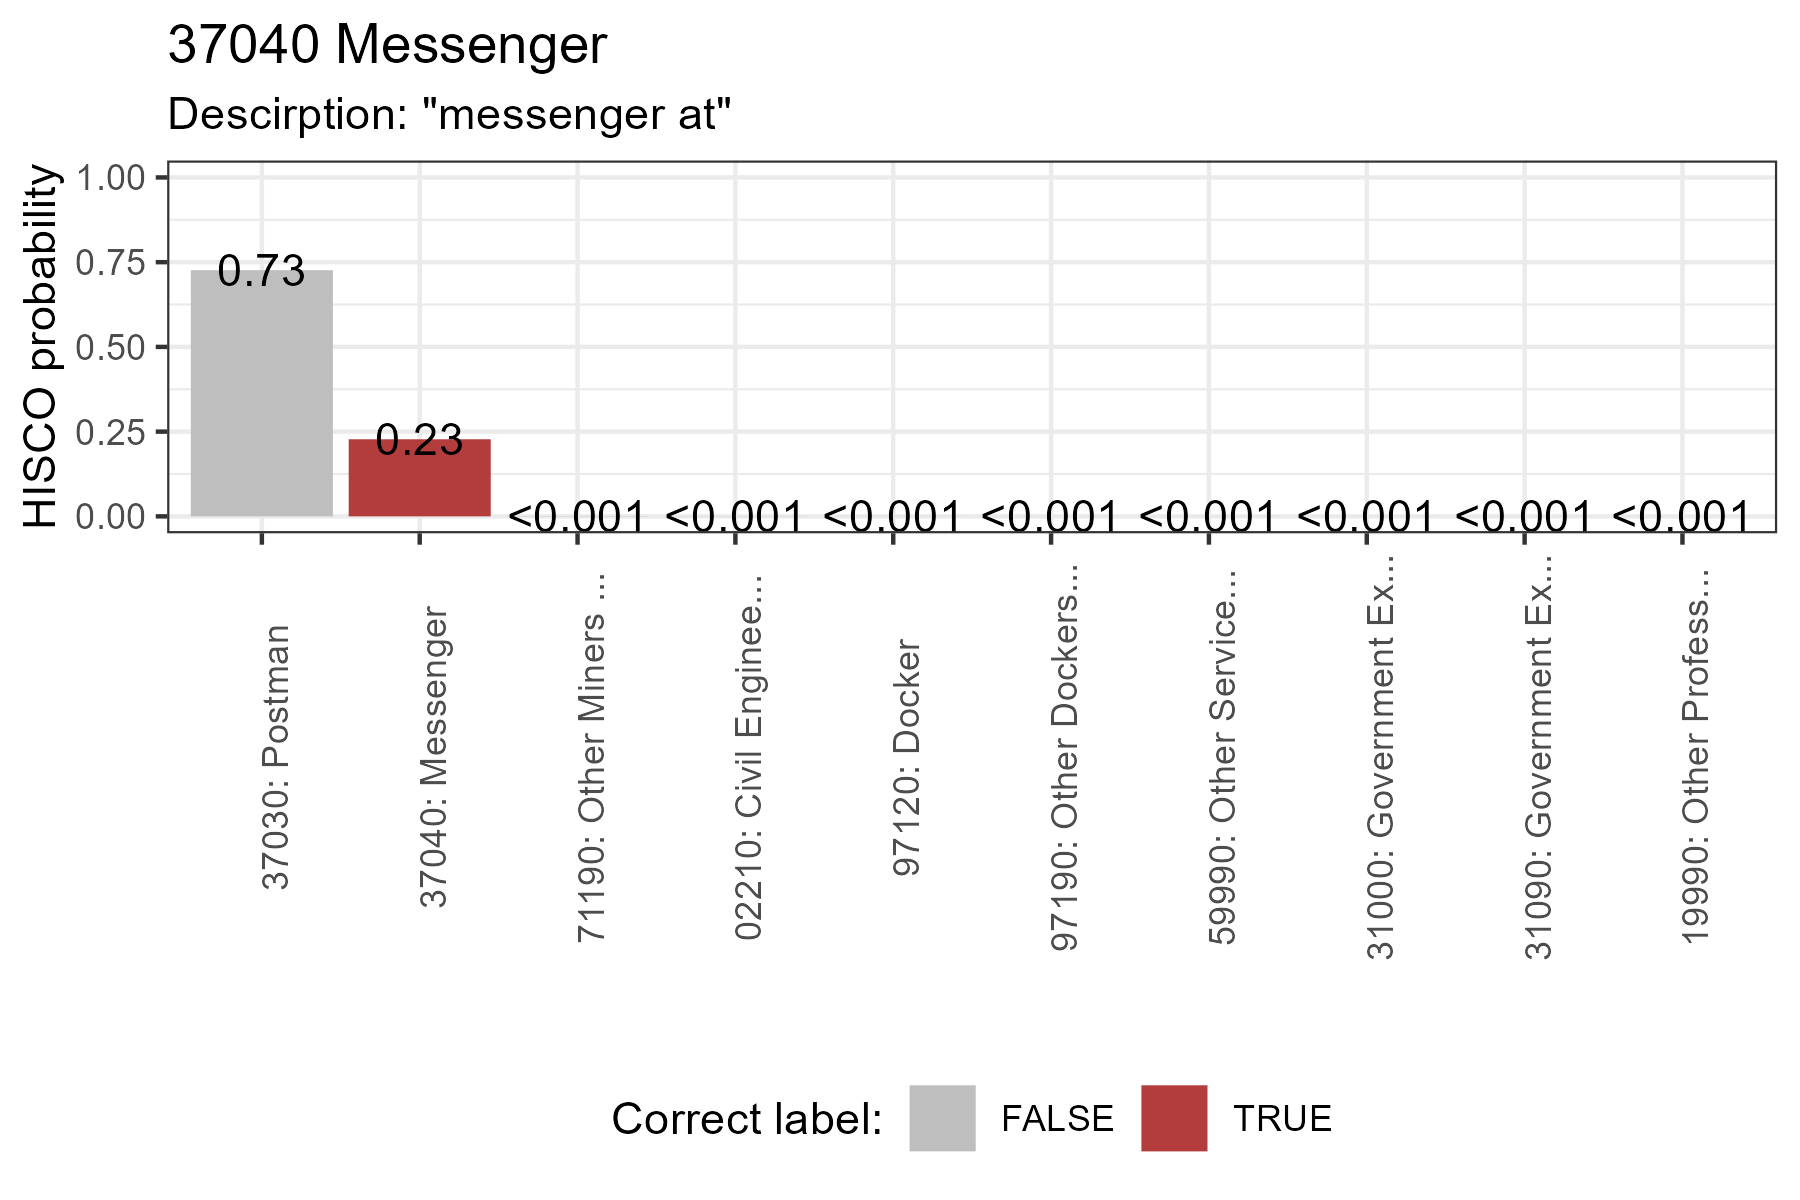 37040 Messenger
Descirption: "messenger at"
HISCO probability
1.00
0.75
0.50
0.25
0.00
0.73
0.23
<0.001
<0.001
<0.001
<0.001
<0.001
<0.001
<0.001
<0.001
37030: Postman
37040: Messenger
71190: Other Miners ...
02210: Civil Enginee...
97120: Docker
97190: Other Dockers...
59990: Other Service...
31000: Government Ex...
31090: Government Ex...
19990: Other Profess...
Correct label:
FALSE
TRUE